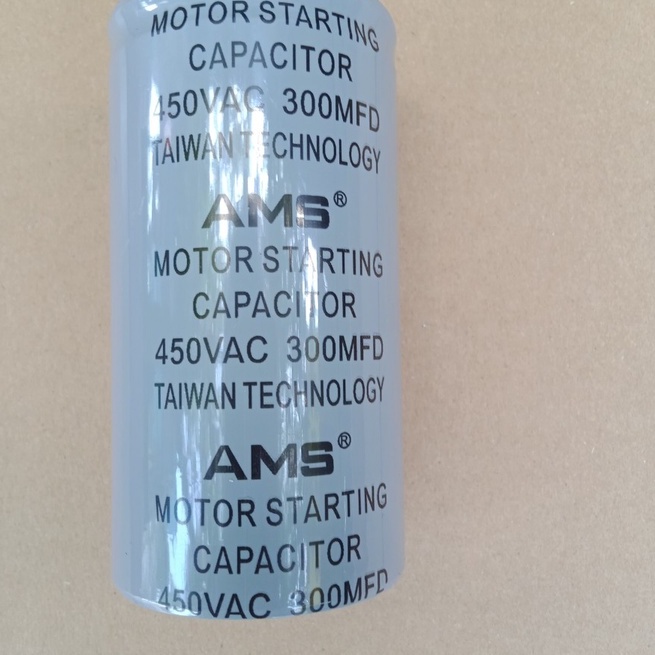 MOTOR STARTING
CAPACITOR
450VAC 300MFD
TAIWAN TECHNOLOGY
AMS®
MOTOR STARTING
CAPACITOR
450VAC 300MFD
TAIWAN TECHNOLOGY
AMS®
MOTOR STARTING
CAPACITOR
450VAC 300MFD